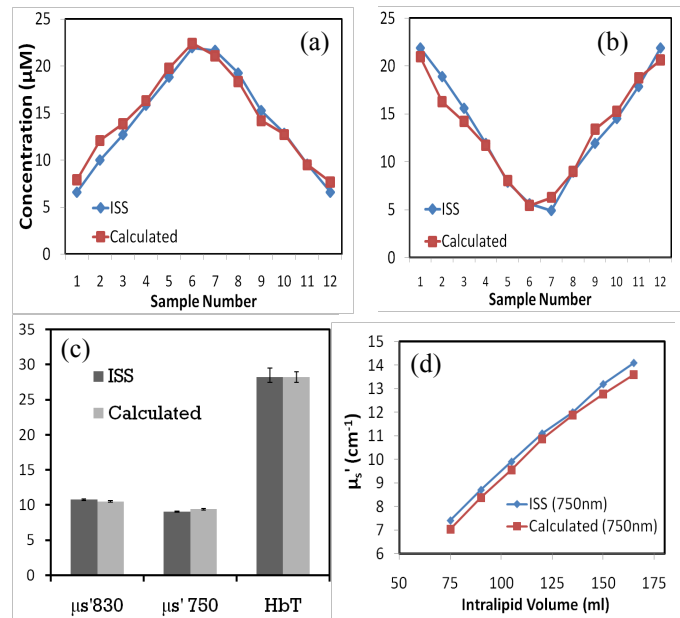 (a)
Concentration (µM)
25
20
15
10
5
0
ISS
Calculated
1 2 3 4 5 6 7 8 9 10 11 12
Sample Number
(b)
25
20
15
10
5
0
ISS
Calculated
1 2 3 4 5 6 7 8 9 10 11 12
Sample Number
(c)
35
30
25
20
15
10
5
0
ISS
Calculated
µs'830 µs' 750 HbT
(d)
µs' (cm-1)
15
14
13
12
11
10
9
8
7
6
ISS (750nm)
Calculated (750nm)
50 75 100 125 150 175
Intralipid Volume (ml)